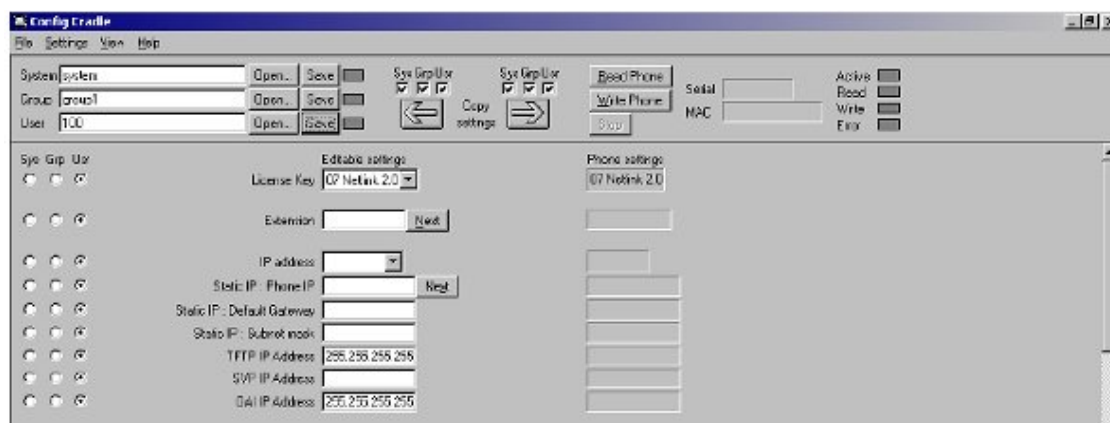 Config Cradle
File Settings View Help
System system Open... Save Sys Grp Usr Sys Grp Usr Read Phone Serial Active
Group group1 Open... Save Copy settings Write Phone MAC Read
User 100 Open... Save Stop Write
Error
Sys Grp Usr Editable settings Phone settings
License Key 07 Netlink 2.0 07 Netlink 2.0
Extension Next
IP address
Static IP : Phone IP Next
Static IP : Default Gateway
Static IP : Subnet mask
TFTP IP Address 255.255.255.255
SVP IP Address
OAI IP Address 255.255.255.255